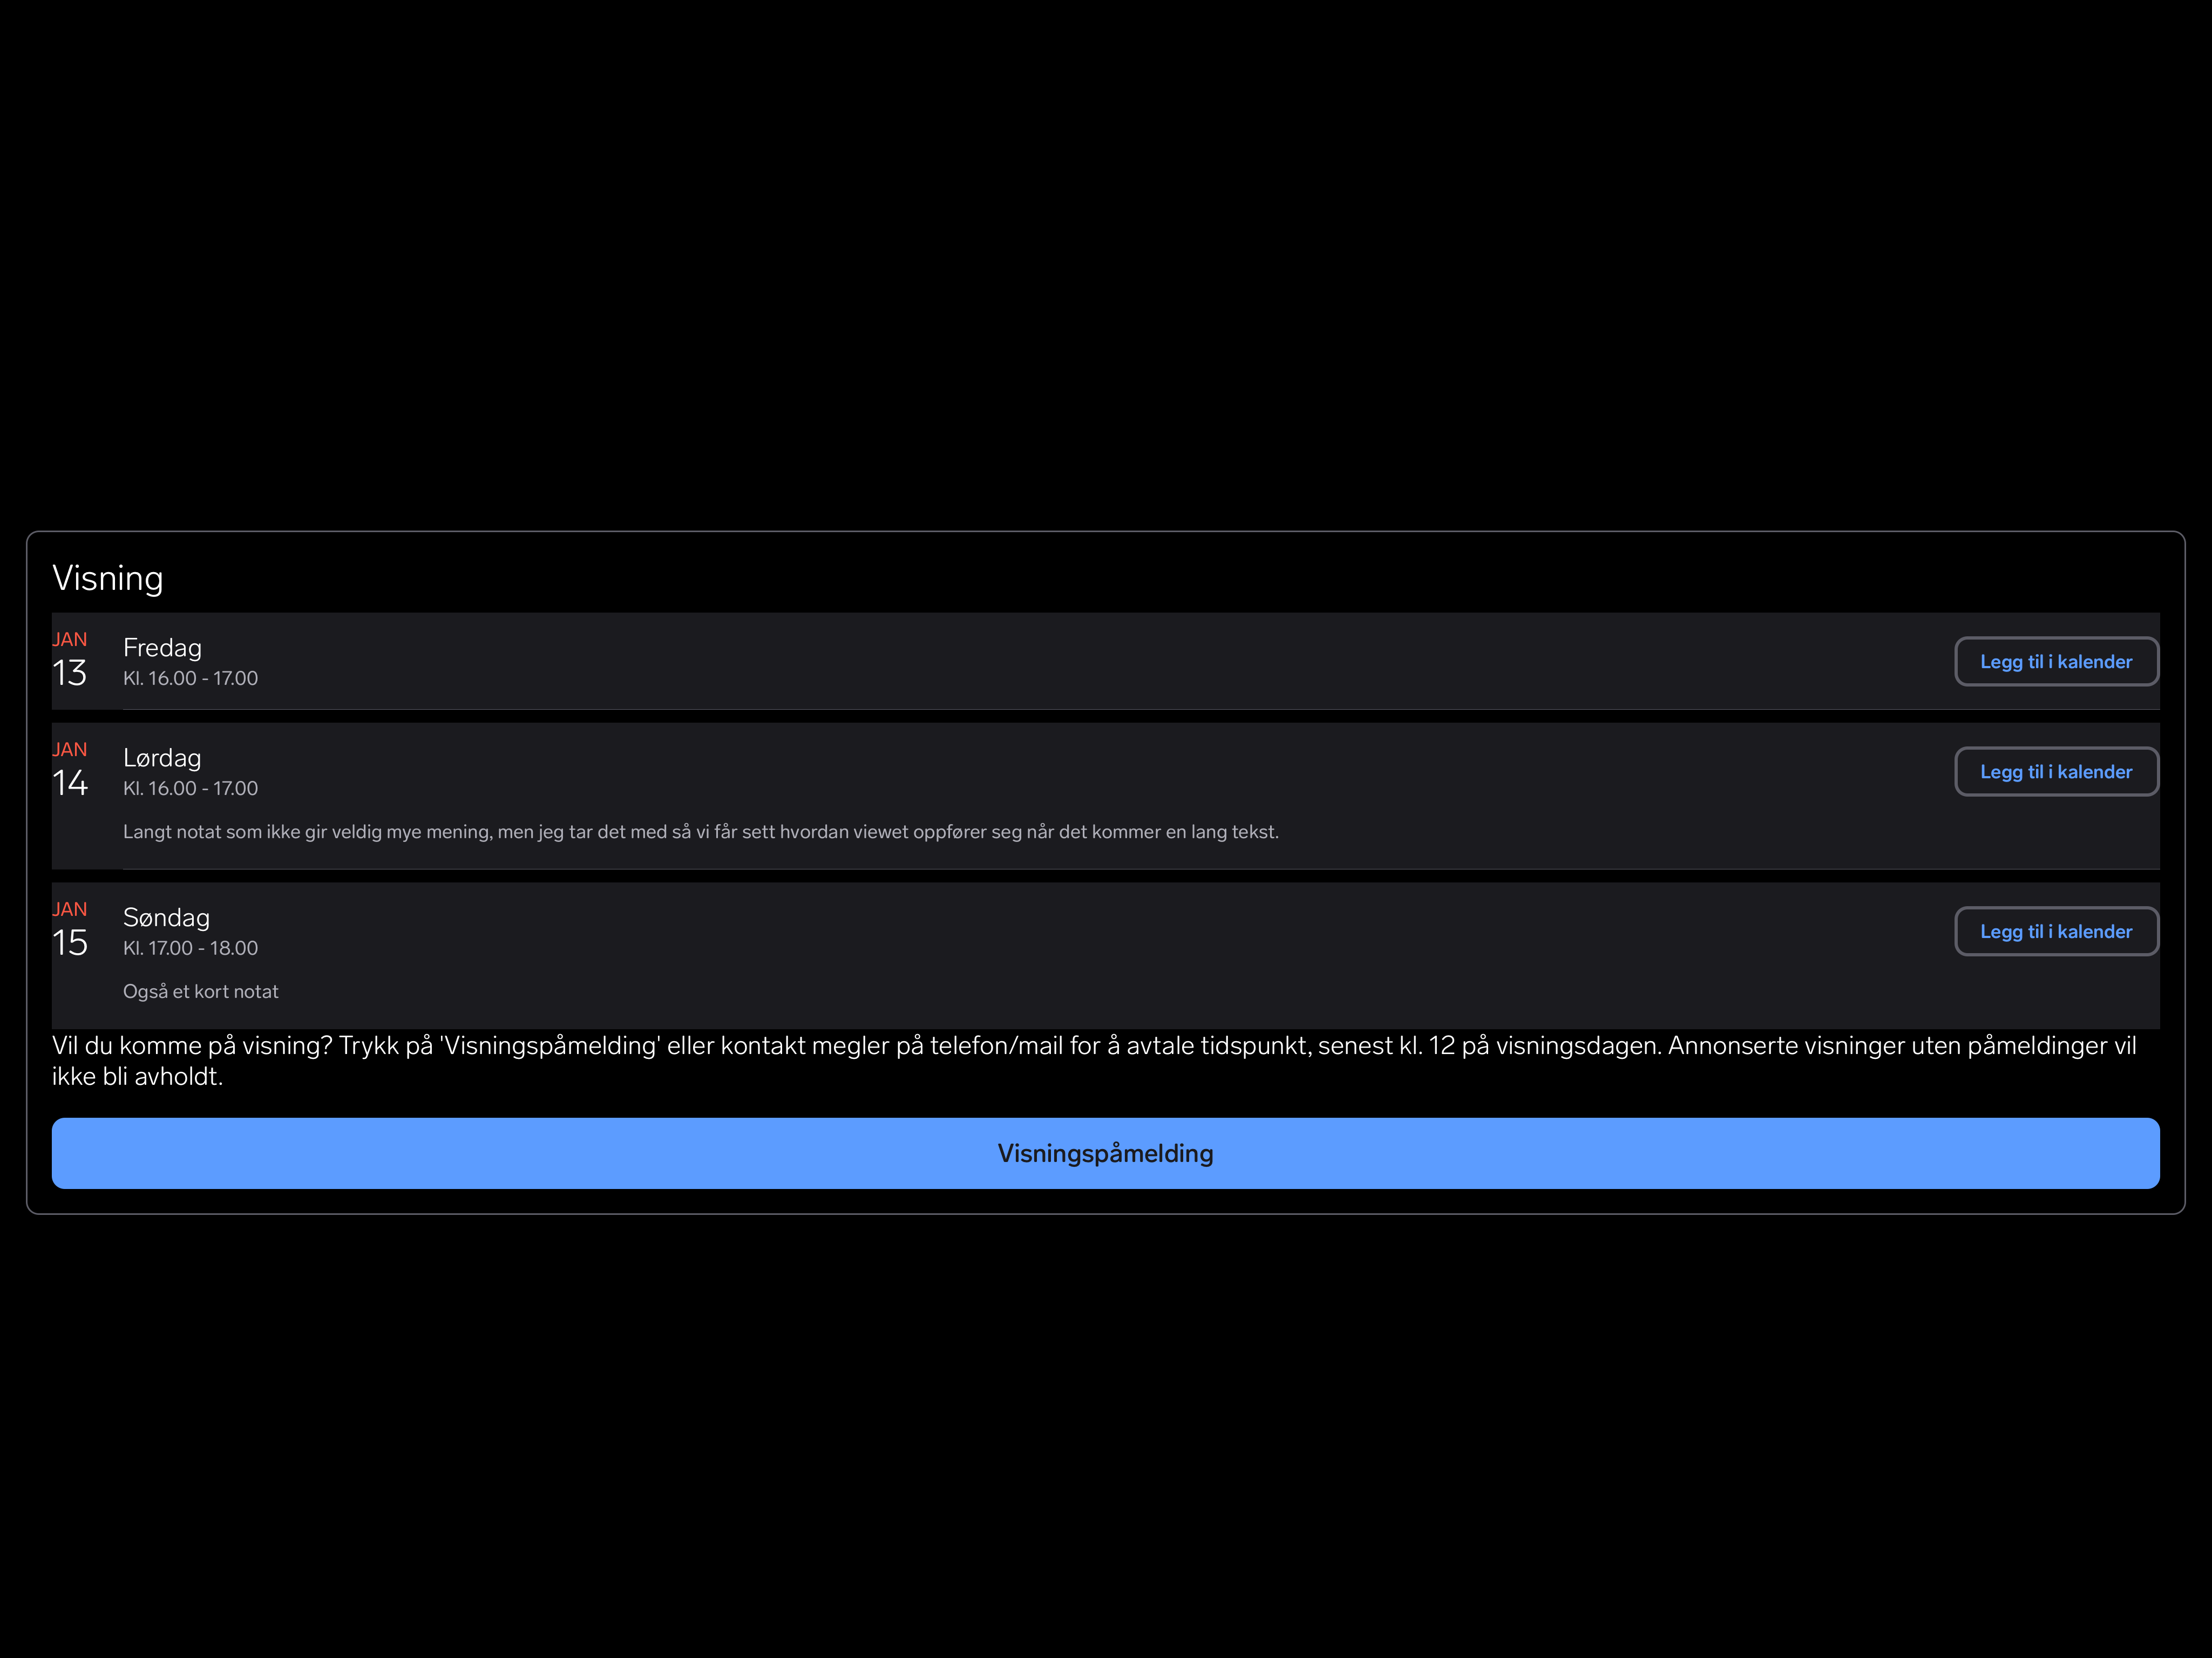 Visning
JAN
13
Fredag
Kl. 16.00 - 17.00
Legg til i kalender
JAN
14
Lørdag
Kl. 16.00 - 17.00
Legg til i kalender
Langt notat som ikke gir veldig mye mening, men jeg tar det med så vi får sett hvordan viewet oppfører seg når det kommer en lang tekst.
JAN
15
Søndag
Kl. 17.00 - 18.00
Legg til i kalender
Også et kort notat
Vil du komme på visning? Trykk på 'Visningspåmelding' eller kontakt megler på telefon/mail for å avtale tidspunkt, senest kl. 12 på visningsdagen. Annonserte visninger uten påmeldinger vil
ikke bli avholdt.
Visningspåmelding